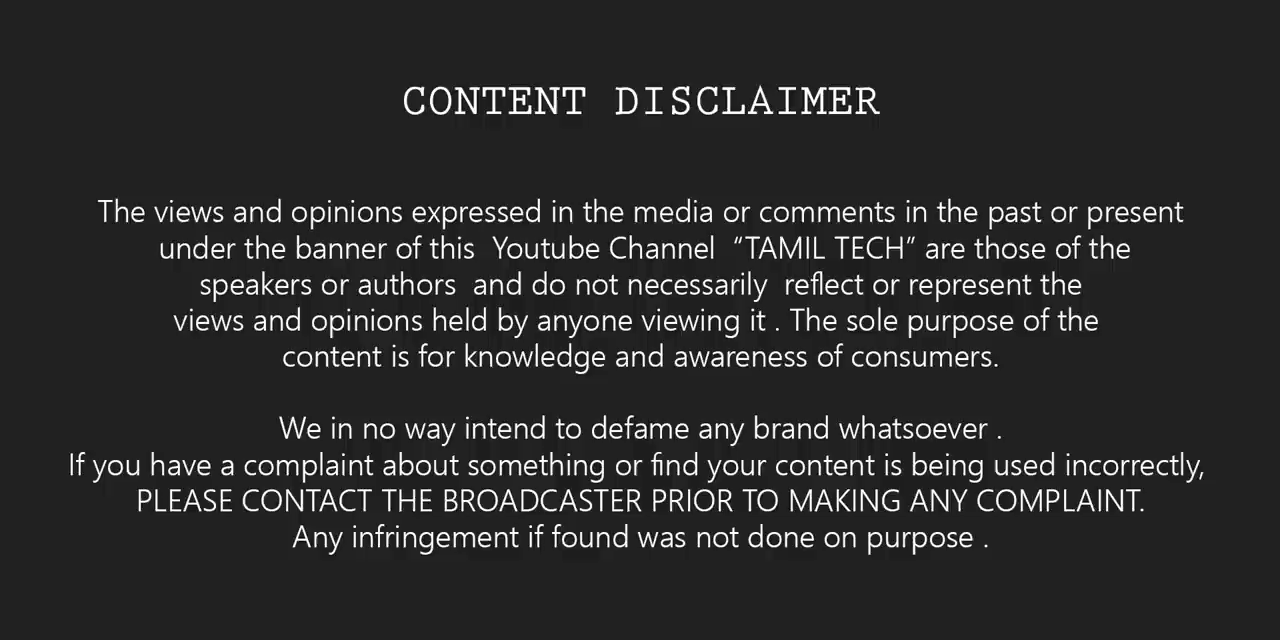 CONTENT DISCLAIMER
The views and opinions expressed in the media or comments in the past or present
under the banner of this  Youtube Channel  “TAMIL TECH” are those of the
speakers or authors  and do not necessarily  reflect or represent the
views and opinions held by anyone viewing it . The sole purpose of the
content is for knowledge and awareness of consumers.
We in no way intend to defame any brand whatsoever .
If you have a complaint about something or find your content is being used incorrectly,
PLEASE CONTACT THE BROADCASTER PRIOR TO MAKING ANY COMPLAINT.
Any infringement if found was not done on purpose .